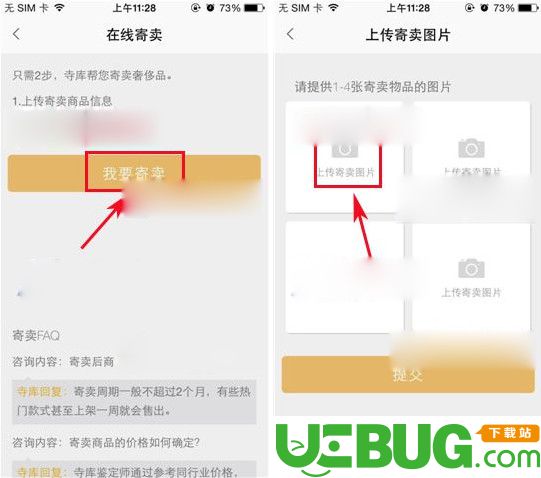 无 SIM 卡
上午11:28
73%
在线寄卖
只需2步，寺库帮您寄卖奢侈品。
1.上传寄卖商品信息
我要寄卖
寄卖FAQ
咨询内容：寄卖后商
寺库回复：寄卖周期一般不超过2个月，有些热
门款式甚至上架一周就会售出。
咨询内容：寄卖商品的价格如何确定?
寺库回复：寺库鉴定师通过参考同行业价格，
无 SIM 卡
上午11:28
73%
上传寄卖图片
请提供1-4张寄卖物品的图片
上传寄卖图片
上传寄卖图片
上传寄卖图片
提交
UEBUG
下载站
.com